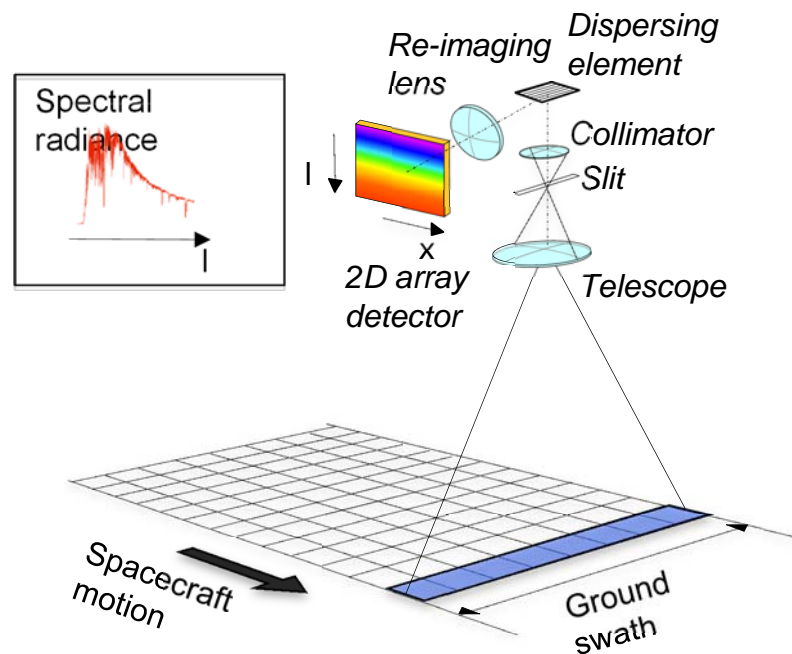 Spectral
radiance
l
Re-imaging
lens
Dispersing
element
Collimator
Slit
l
x
2D array
detector
Telescope
Spacecraft
motion
Ground
swath